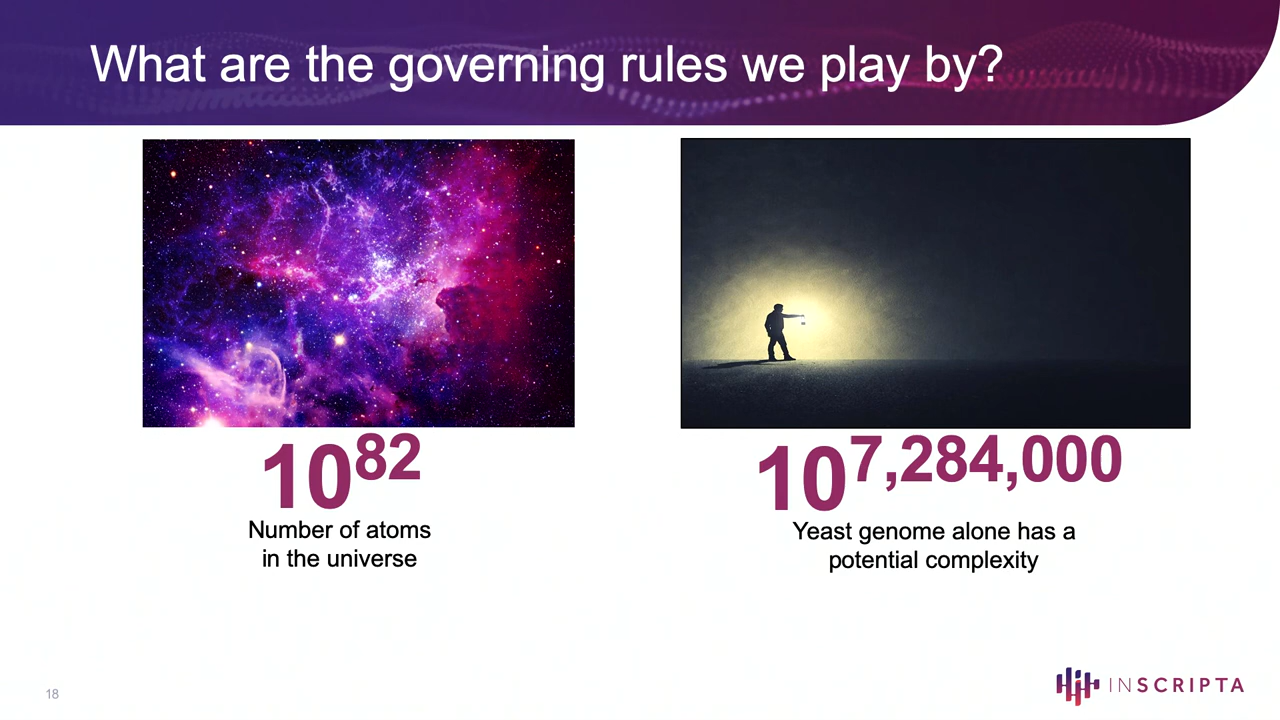 What are the governing rules we play by?
10^82
Number of atoms
in the universe
10^7,284,000
Yeast genome alone has a
potential complexity
18
INSCRIPTA